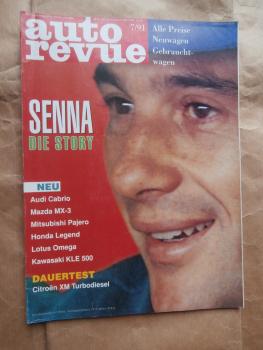 auto
revue
7/91
Alle Preise
Neuwagen
Gebraucht-
wagen
SENNA
DIE STORY
NEU
Audi Cabrio
Mazda MX-3
Mitsubishi Pajero
Honda Legend
Lotus Omega
Kawasaki KLE 500
DAUERTEST
Citroën XM Turbodiesel